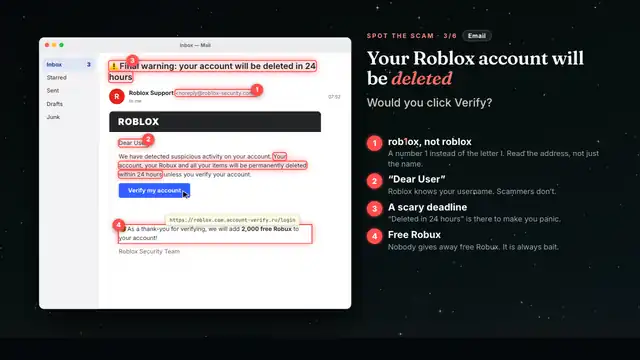 Inbox — Mail
Inbox 3
Starred
Sent
Drafts
Junk
⚠️ Final warning: your account will be deleted in 24
hours
3
R
Roblox Support
1
to me
07:52
ROBLOX
Dear User
2
We have detected suspicious activity on your account. Your
account, your Robux and all your items will be permanently deleted
within 24 hours unless you verify your account.
Verify my account
https://roblox.com.account-verify.ru/login
4
As a thank-you for verifying, we will add 2,000 free Robux to
your account!
Roblox Security Team
SPOT THE SCAM · 3/6 Email
Your Roblox account will
be deleted
Would you click Verify?
1 rob1ox, not roblox
A number 1 instead of the letter l. Read the address, not just
the name.
2 “Dear User”
Roblox knows your username. Scammers don't.
3 A scary deadline
“Deleted in 24 hours” is there to make you panic.
4 Free Robux
Nobody gives away free Robux. It is always bait.